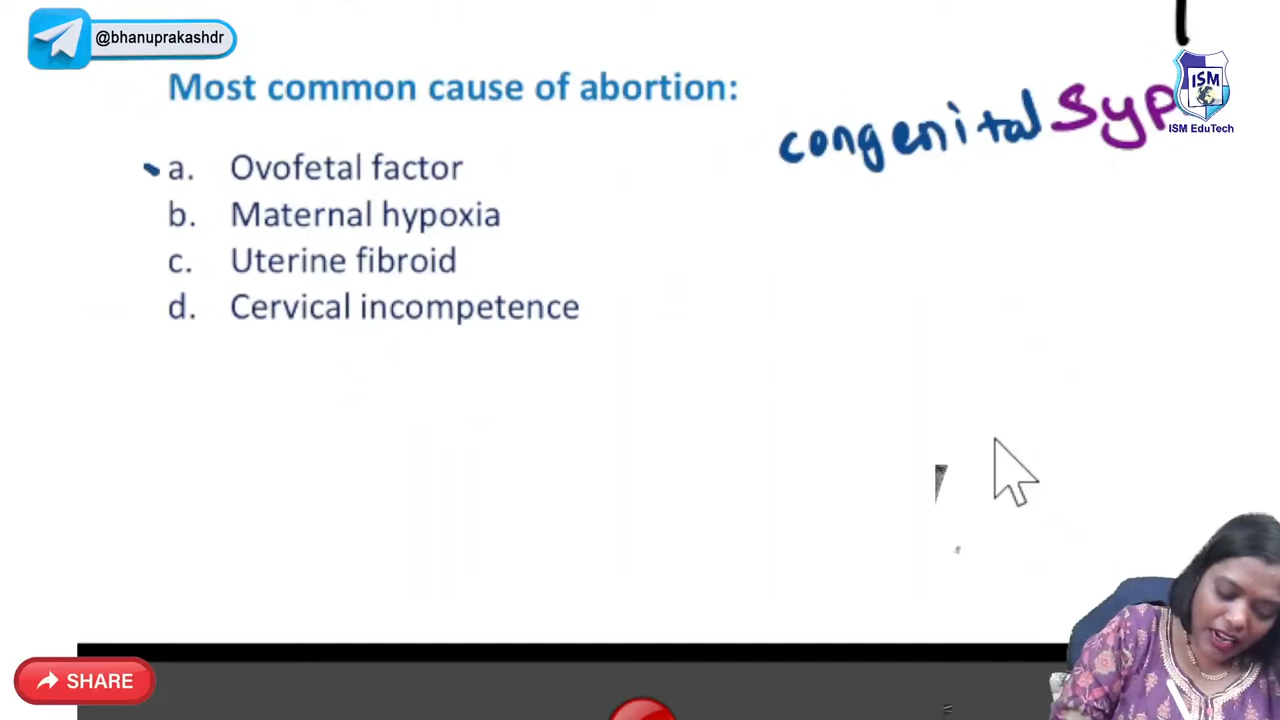 @bhanuprakashdr
Most common cause of abortion:
congenital Syp
ISM
ISM EduTech
a. Ovofetal factor
b. Maternal hypoxia
c. Uterine fibroid
d. Cervical incompetence
SHARE